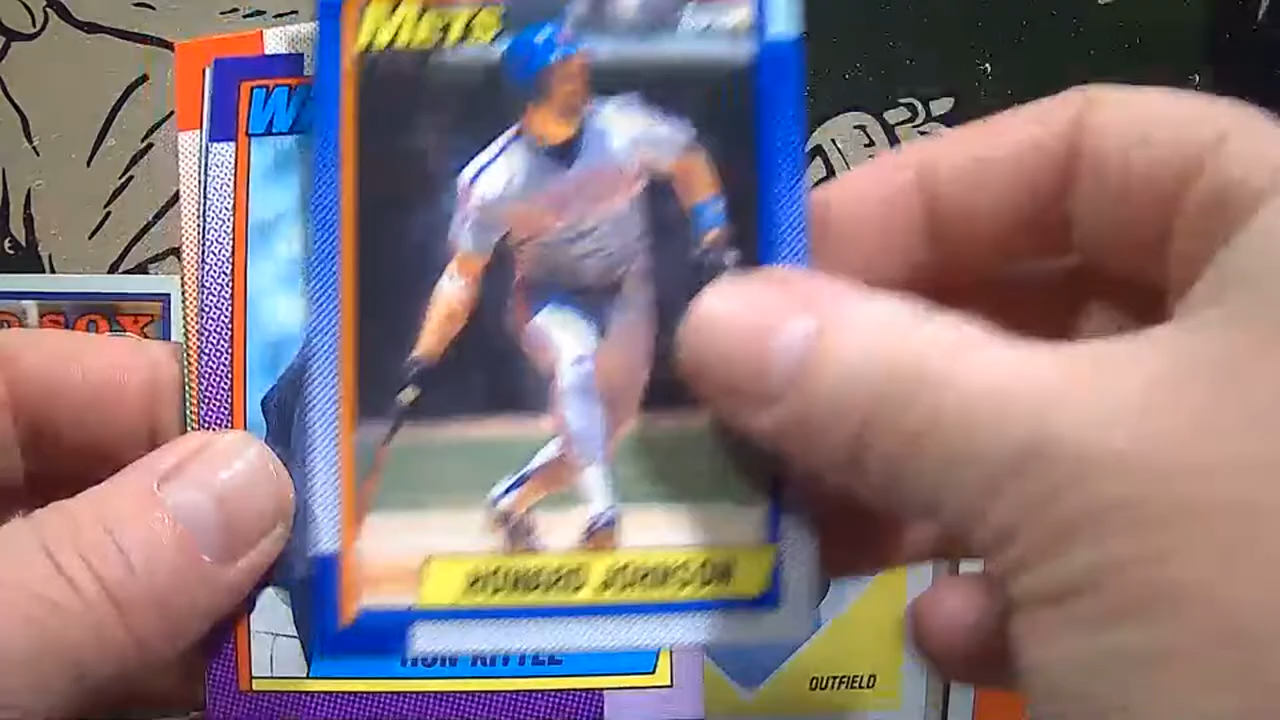 METS
W
D SOX
HOWARD JOHNSON
RON KITTLE
OUTFIELD